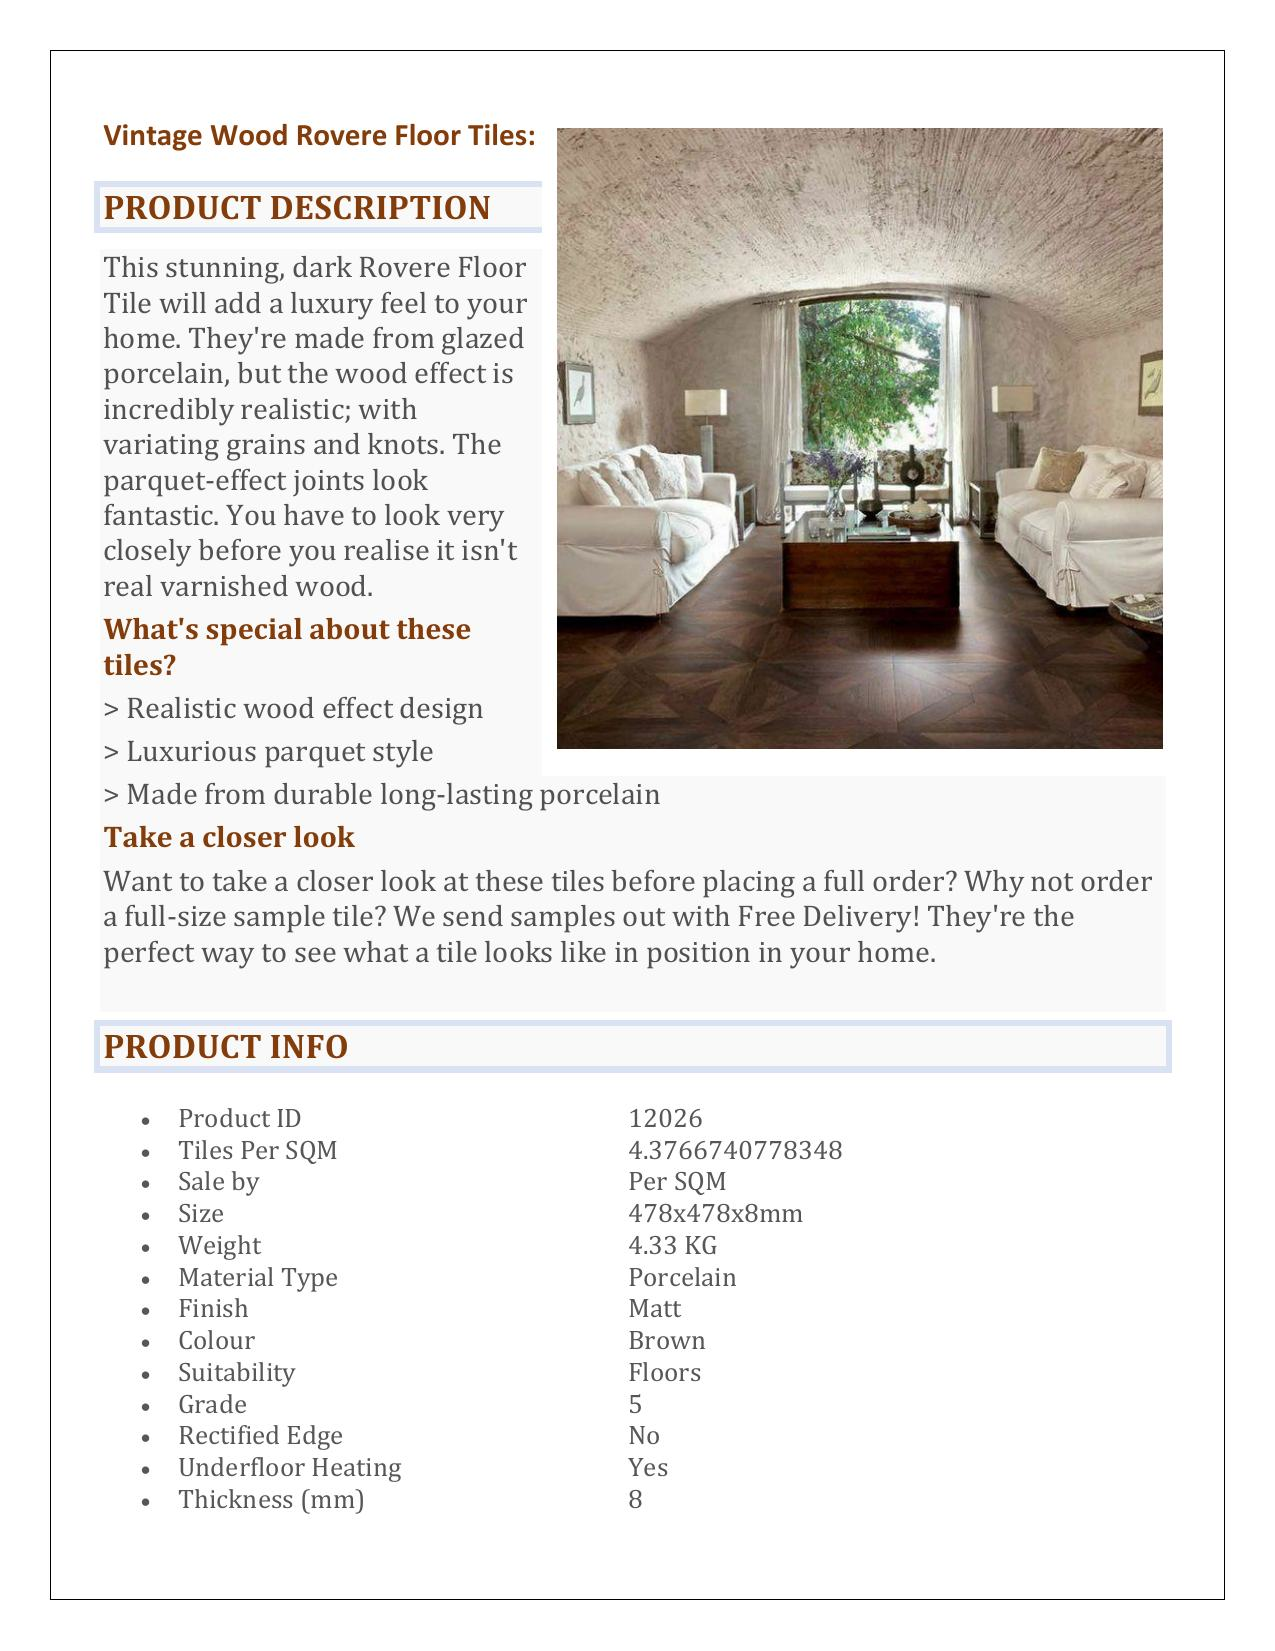 Vintage Wood Rovere Floor Tiles:
PRODUCT DESCRIPTION
This stunning, dark Rovere Floor
Tile will add a luxury feel to your
home. They're made from glazed
porcelain, but the wood effect is
incredibly realistic; with
variating grains and knots. The
parquet-effect joints look
fantastic. You have to look very
closely before you realise it isn't
real varnished wood.
What's special about these
tiles?
> Realistic wood effect design
> Luxurious parquet style
> Made from durable long-lasting porcelain
Take a closer look
Want to take a closer look at these tiles before placing a full order? Why not order
a full-size sample tile? We send samples out with Free Delivery! They're the
perfect way to see what a tile looks like in position in your home.
PRODUCT INFO
• Product ID 12026
• Tiles Per SQM 4.3766740778348
• Sale by Per SQM
• Size 478x478x8mm
• Weight 4.33 KG
• Material Type Porcelain
• Finish Matt
• Colour Brown
• Suitability Floors
• Grade 5
• Rectified Edge No
• Underfloor Heating Yes
• Thickness (mm) 8